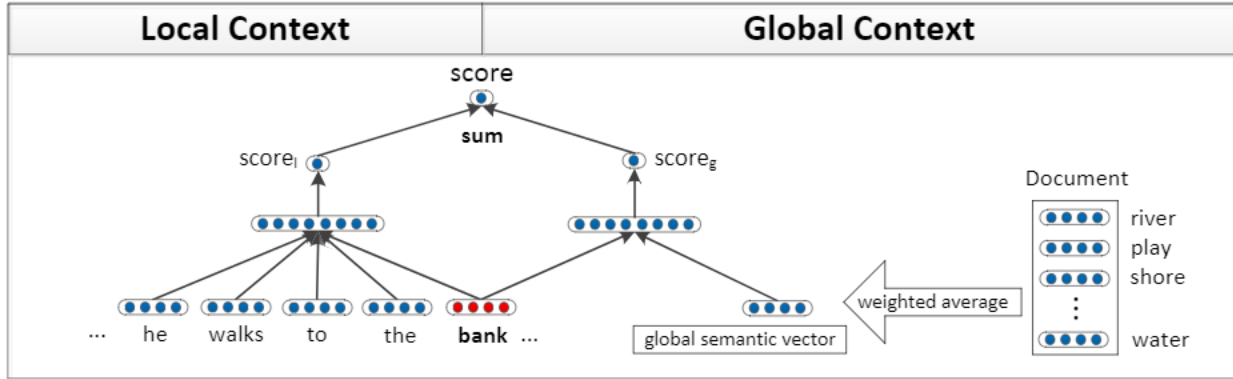 Local Context
Global Context
score
sum
scoreₗ
score_g
Document
river
play
shore
⋮
water
weighted average
... he walks to the bank ...
global semantic vector